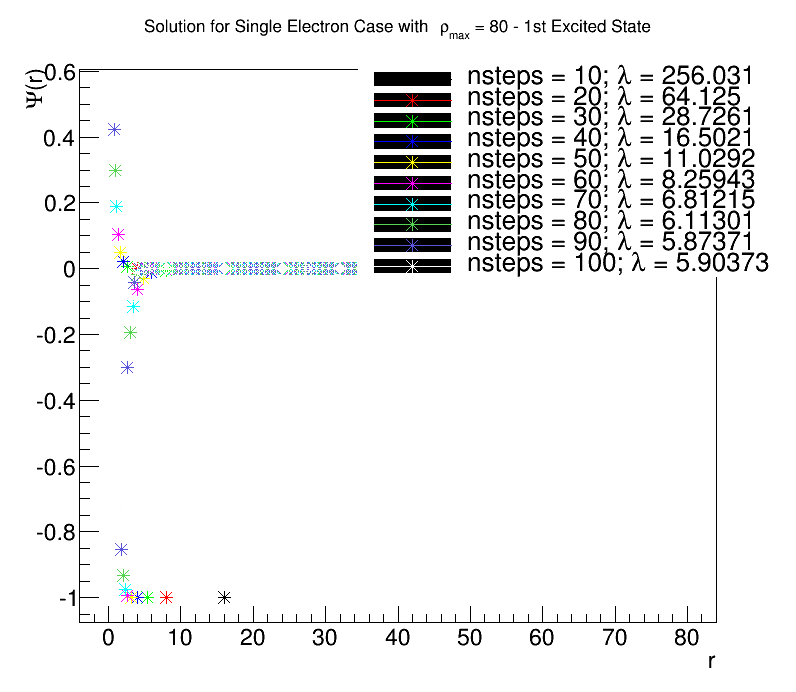 Solution for Single Electron Case with ρmax = 80 - 1st Excited State
Ψ(r)
0.6
0.4
0.2
0
-0.2
-0.4
-0.6
-0.8
-1
nsteps = 10; λ = 256.031
nsteps = 20; λ = 64.125
nsteps = 30; λ = 28.7261
nsteps = 40; λ = 16.5021
nsteps = 50; λ = 11.0292
nsteps = 60; λ = 8.25943
nsteps = 70; λ = 6.81215
nsteps = 80; λ = 6.11301
nsteps = 90; λ = 5.87371
nsteps = 100; λ = 5.90373
0 10 20 30 40 50 60 70 80
r